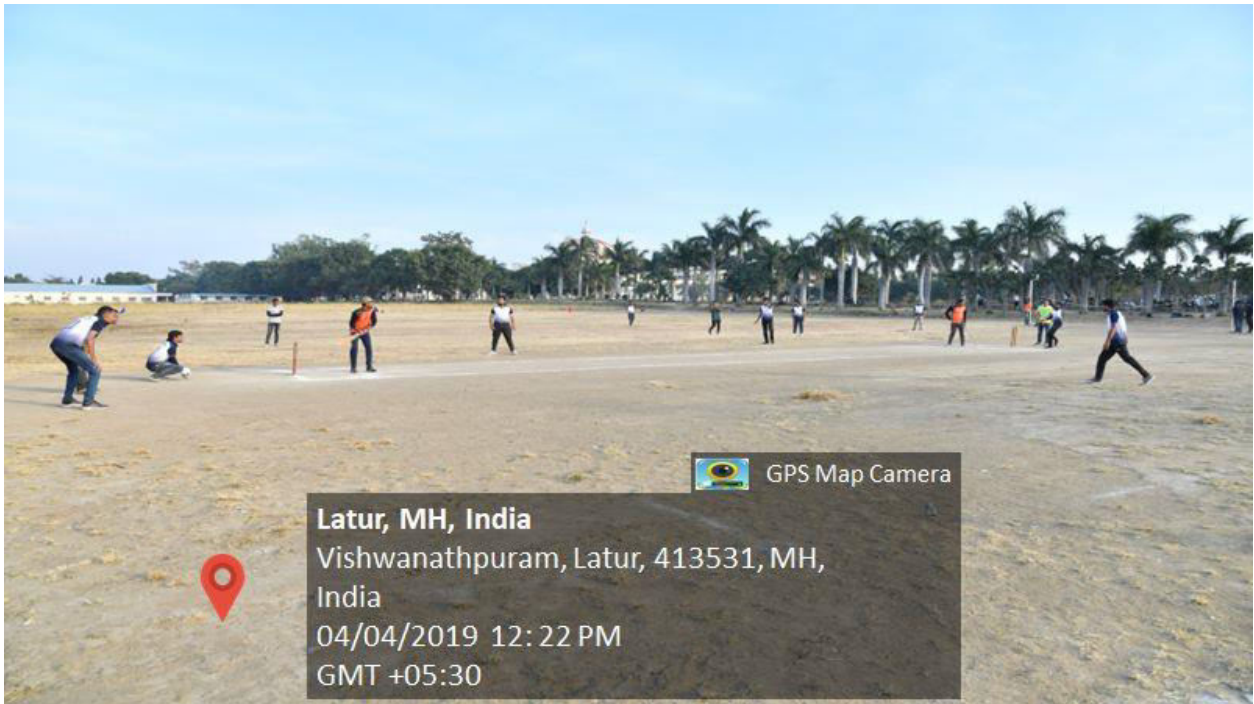 GPS Map Camera
Latur, MH, India
Vishwanathpuram, Latur, 413531, MH,
India
04/04/2019 12:22 PM
GMT +05:30